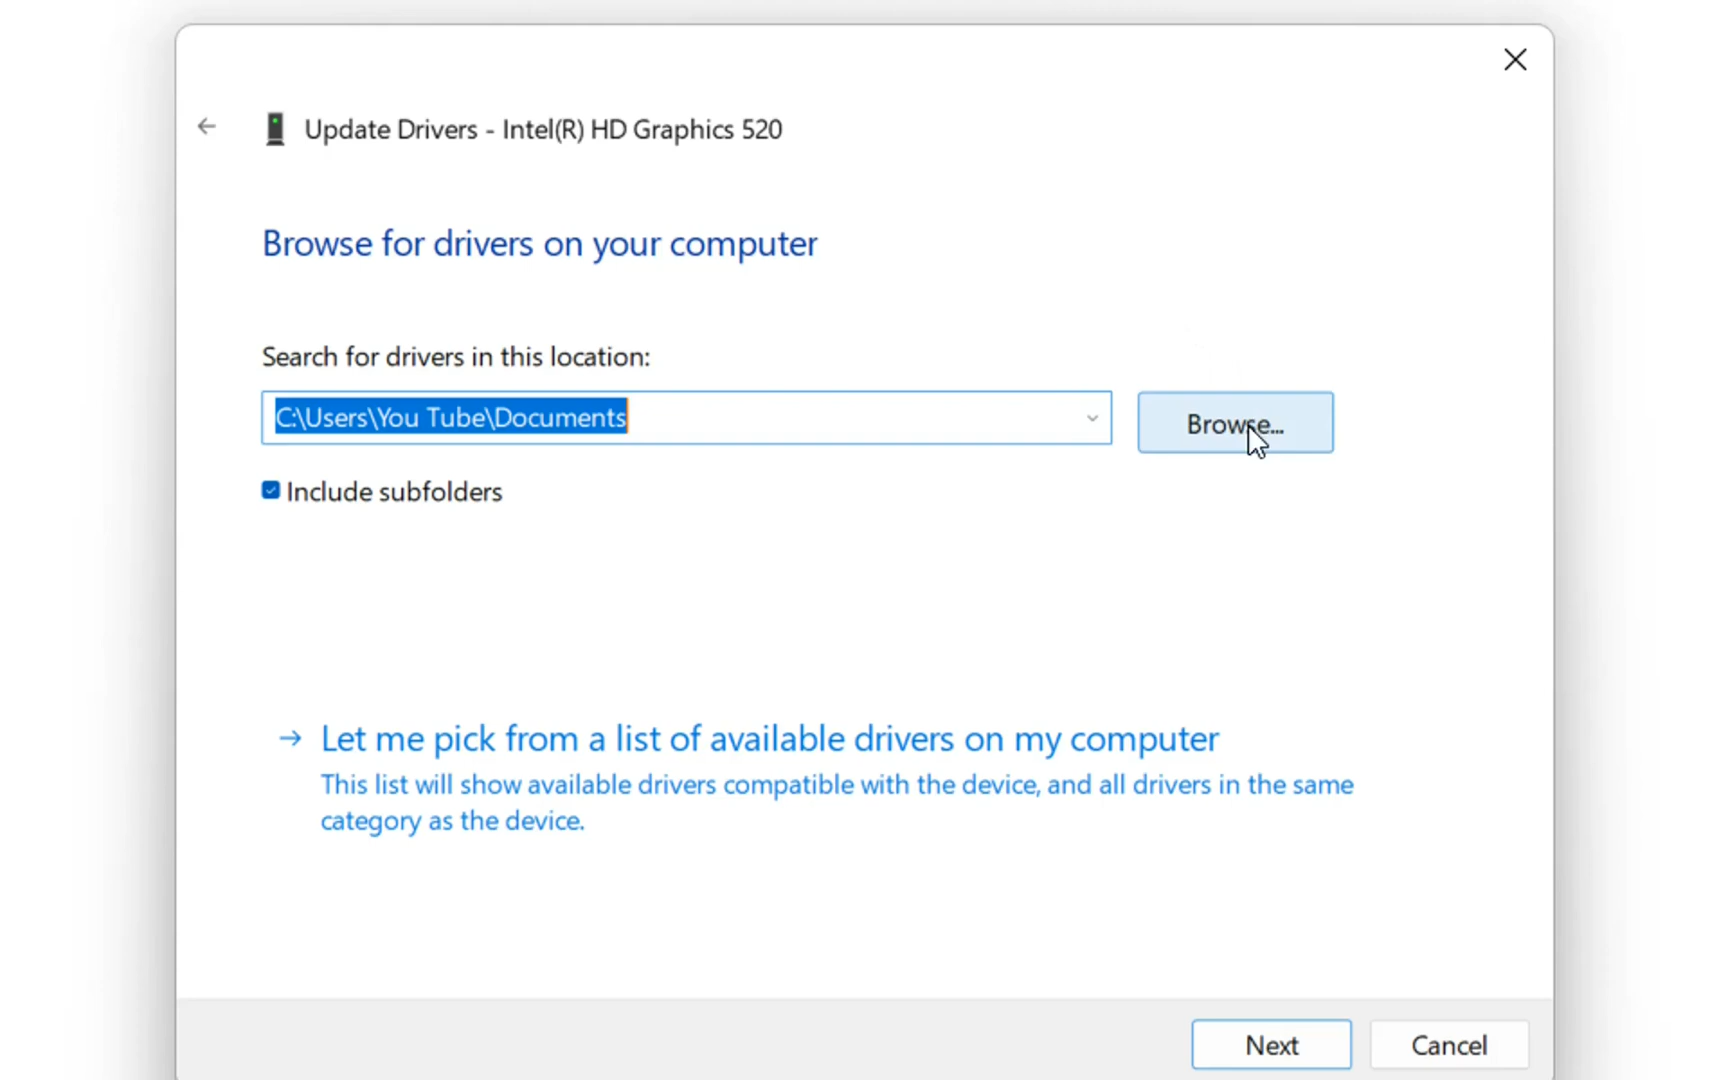 Update Drivers - Intel(R) HD Graphics 520
Browse for drivers on your computer
Search for drivers in this location:
C:\Users\You Tube\Documents
Browse...
Include subfolders
Let me pick from a list of available drivers on my computer
This list will show available drivers compatible with the device, and all drivers in the same
category as the device.
Next
Cancel